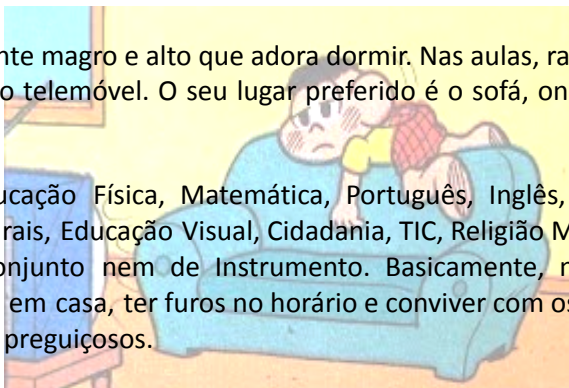 nte magro e alto que adora dormir. Nas aulas, ra
o telemóvel. O seu lugar preferido é o sofá, on
ucação Física, Matemática, Português, Inglês,
rais, Educação Visual, Cidadania, TIC, Religião M
onjunto nem de Instrumento. Basicamente, n
em casa, ter furos no horário e conviver com os
preguiçosos.